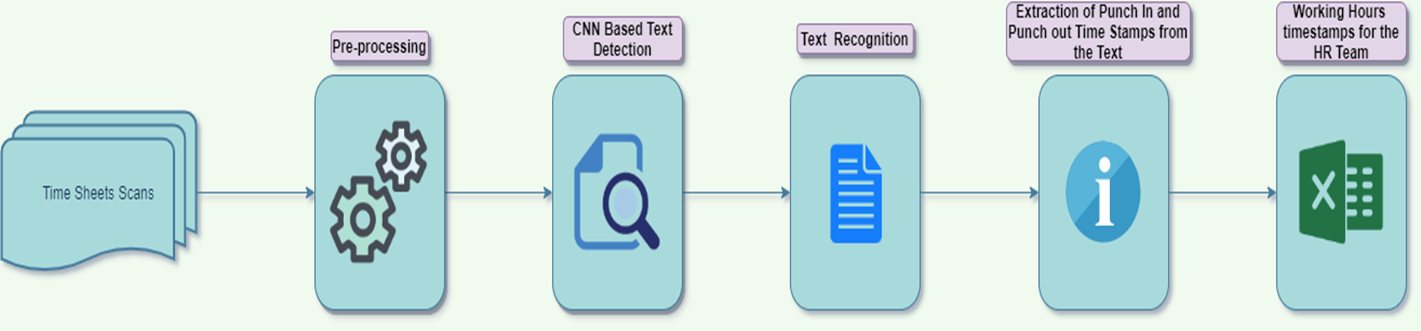 Pre-processing
CNN Based Text
Detection
Text Recognition
Extraction of Punch In and
Punch out Time Stamps from
the Text
Working Hours
timestamps for the
HR Team
Time Sheets Scans
i
X